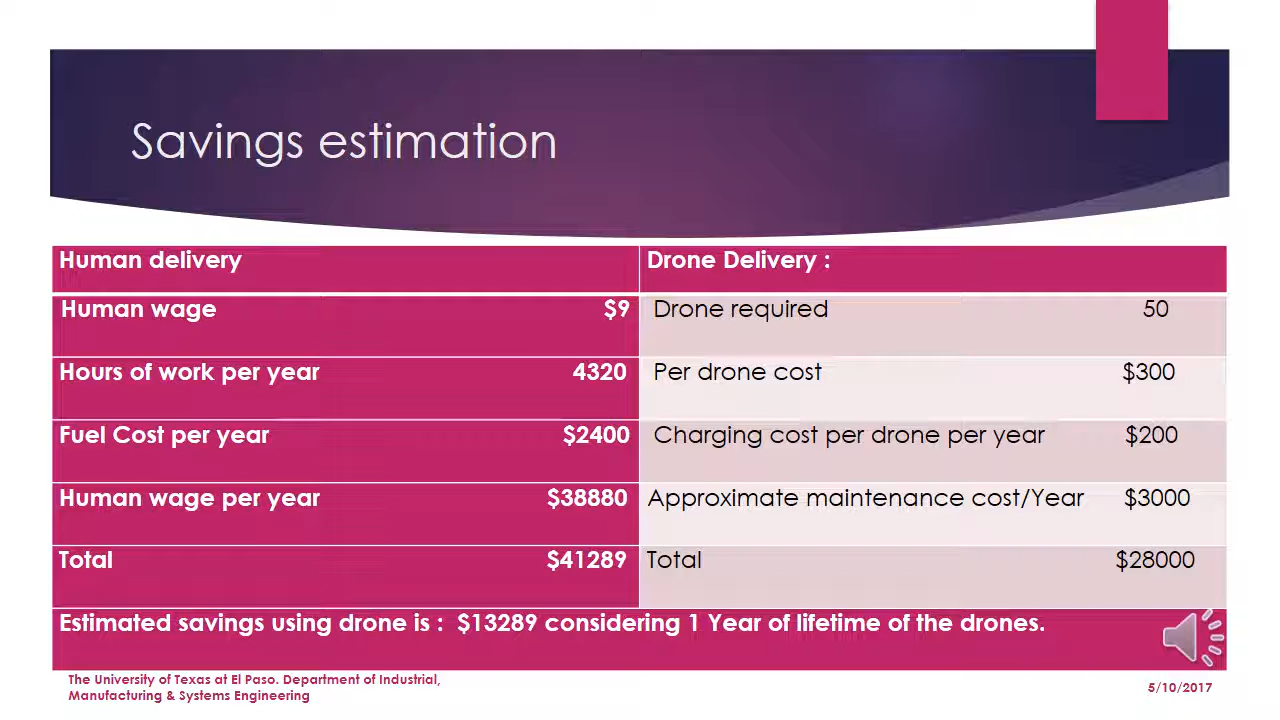 Savings estimation
Human delivery Drone Delivery :
Human wage $9 Drone required 50
Hours of work per year 4320 Per drone cost $300
Fuel Cost per year $2400 Charging cost per drone per year $200
Human wage per year $38880 Approximate maintenance cost/Year $3000
Total $41289 Total $28000
Estimated savings using drone is : $13289 considering 1 Year of lifetime of the drones.
The University of Texas at El Paso. Department of Industrial,
Manufacturing & Systems Engineering
5/10/2017